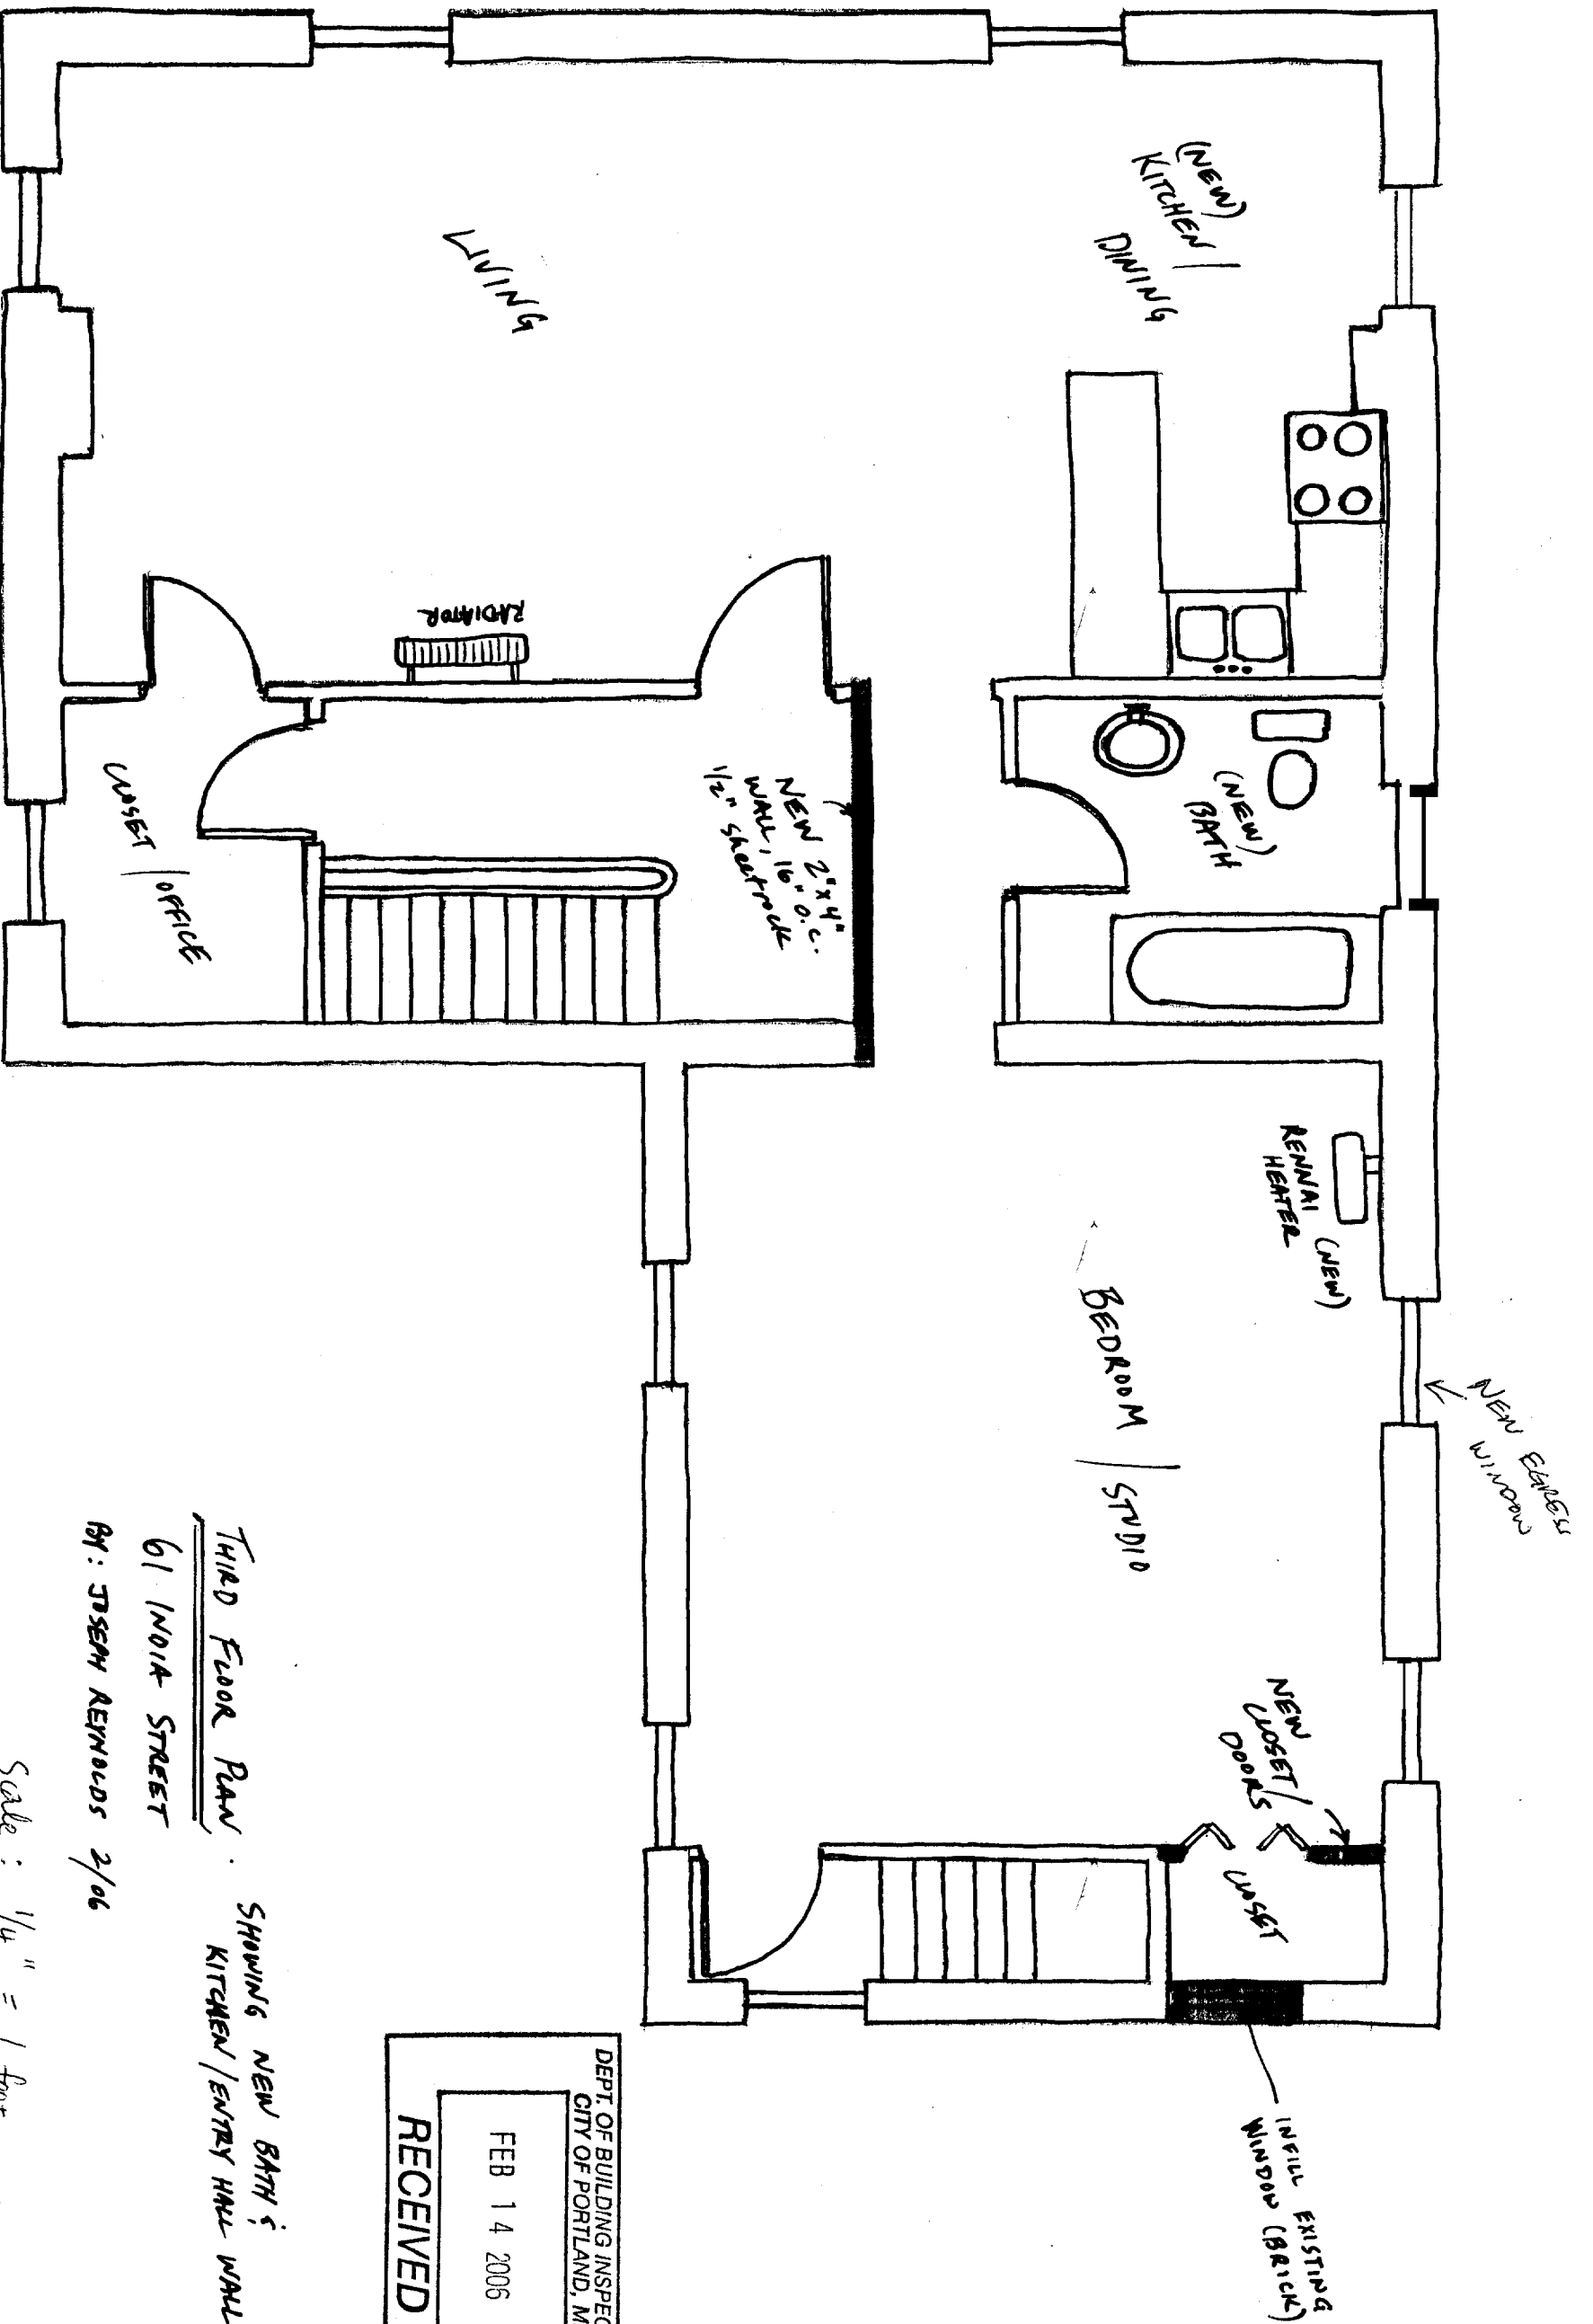 (NEW)
KITCHEN /
DINING
LIVING
RADIATOR
(NEW)
BATH
NEW 2"x4"
WALL, 16" O.C.
1/2" sheetrock
CLOSET / OFFICE
RENNAI (NEW)
HEATER
NEW EGRESS
WINDOW
BEDROOM / STUDIO
NEW
CLOSET /
DOORS
CLOSET
INFILL EXISTING
WINDOW (BRICK)
THIRD FLOOR PLAN . SHOWING NEW BATH &
KITCHEN / ENTRY HALL WALL
61 INDIA STREET
BY: JOSEPH REYNOLDS 2/06
Scale : 1/4" = 1 foot
DEPT. OF BUILDING INSPEC
CITY OF PORTLAND, M
FEB 14 2006
RECEIVED